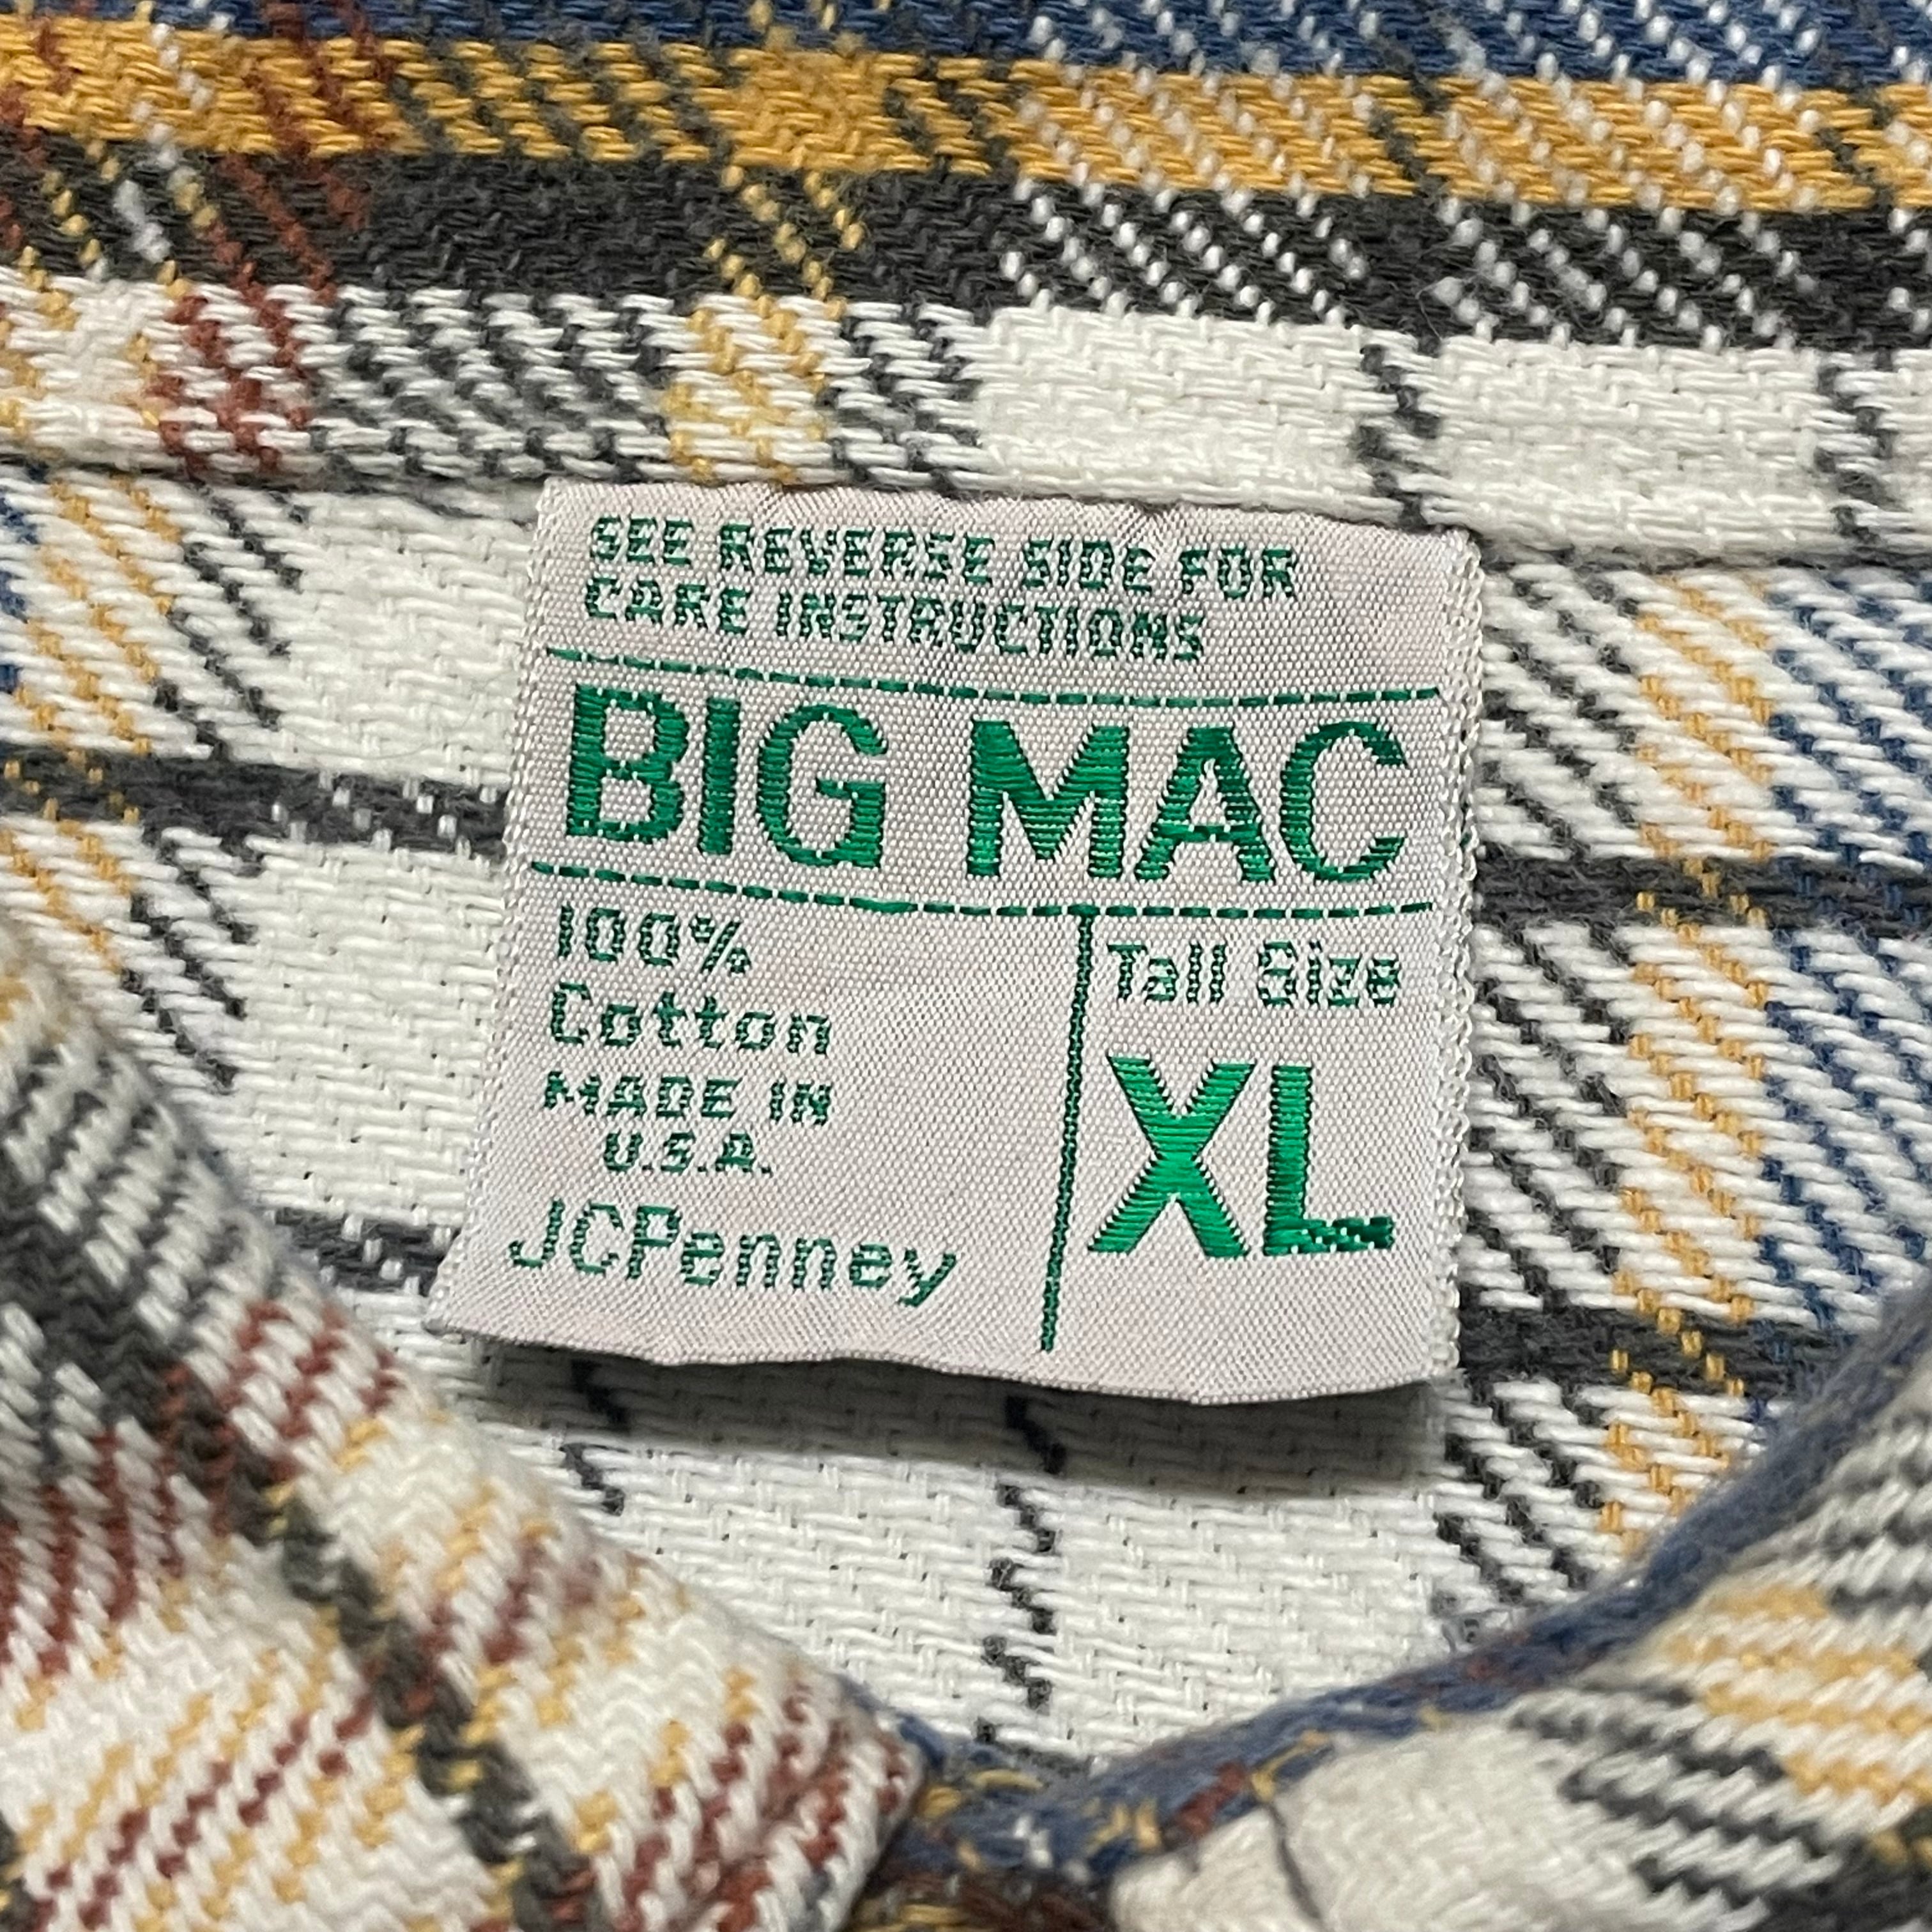 SEE REVERSE SIDE FOR
CARE INSTRUCTIONS
BIG MAC
100%
Cotton
MADE IN
U.S.A.
JCPenney
Tall Size
XL